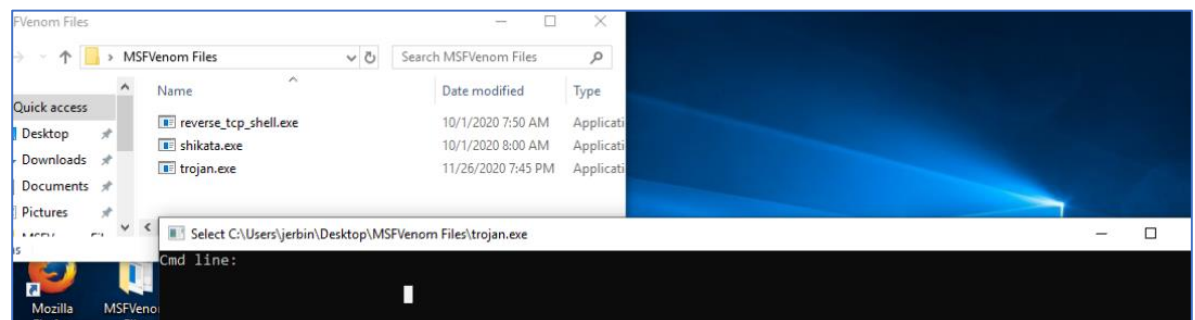 FVenom Files
MSFVenom Files
Search MSFVenom Files
Name Date modified Type
Quick access
Desktop
Downloads
Documents
Pictures
reverse_tcp_shell.exe 10/1/2020 7:50 AM Applicati
shikata.exe 10/1/2020 8:00 AM Applicati
trojan.exe 11/26/2020 7:45 PM Applicati
Select C:\Users\jerbin\Desktop\MSFVenom Files\trojan.exe
Cmd line:
Mozilla MSFVeno